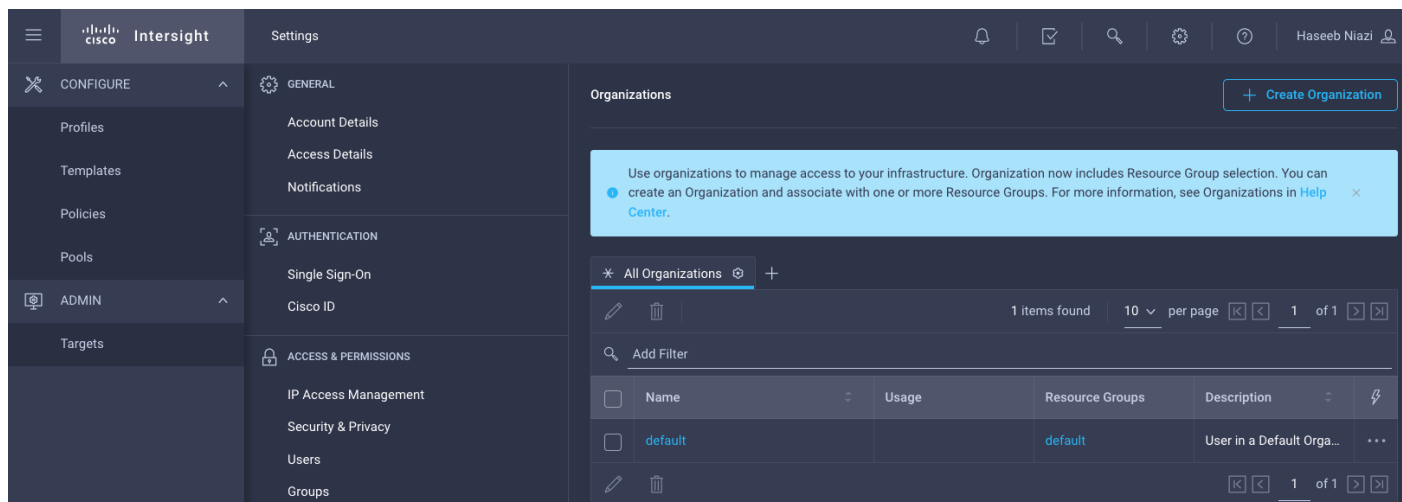 cisco Intersight
Settings
Haseeb Niazi
CONFIGURE
Profiles
Templates
Policies
Pools
ADMIN
Targets
GENERAL
Account Details
Access Details
Notifications
AUTHENTICATION
Single Sign-On
Cisco ID
ACCESS & PERMISSIONS
IP Access Management
Security & Privacy
Users
Groups
Organizations
+ Create Organization
Use organizations to manage access to your infrastructure. Organization now includes Resource Group selection. You can
create an Organization and associate with one or more Resource Groups. For more information, see Organizations in Help
Center.
All Organizations
1 items found 10 per page 1 of 1
Add Filter
Name Usage Resource Groups Description
default default User in a Default Orga...
1 of 1